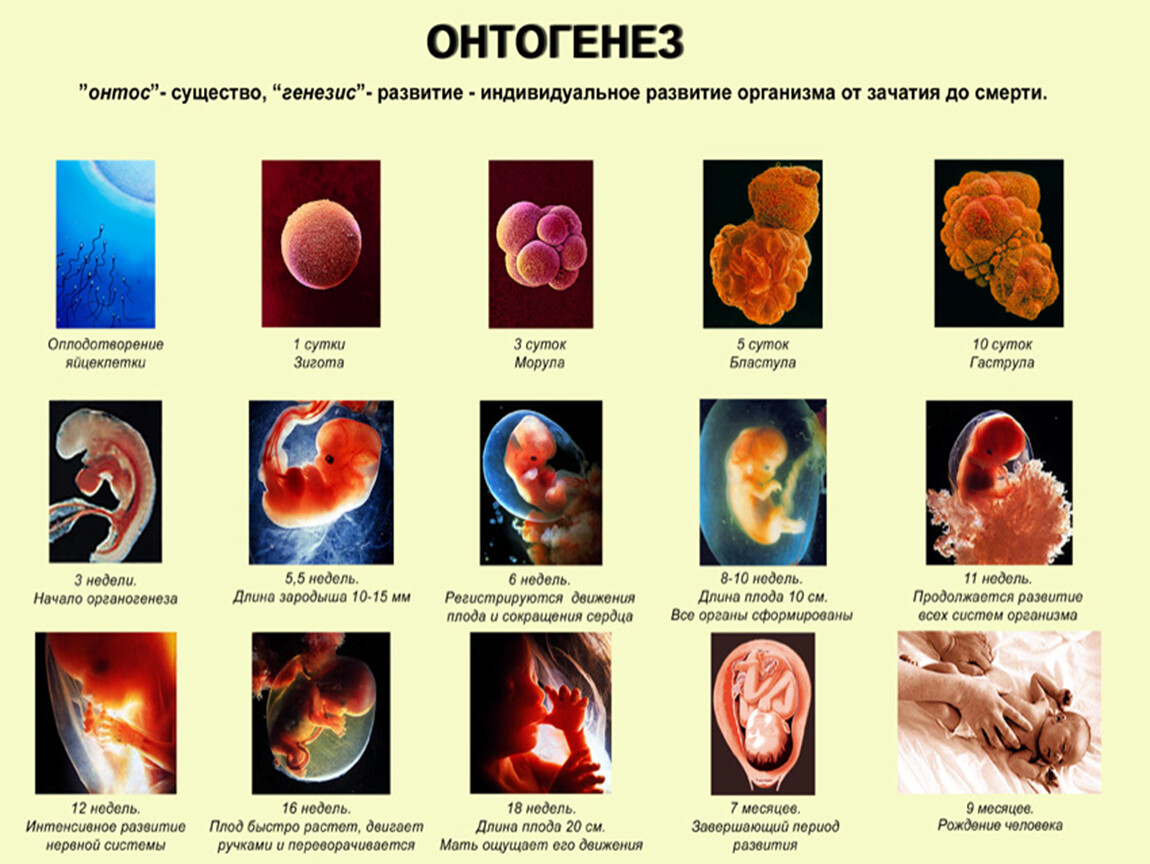 ОНТОГЕНЕЗ
”онтос”- существо, “генезис”- развитие - индивидуальное развитие организма от зачатия до смерти.
Оплодотворение
яйцеклетки
1 сутки
Зигота
3 суток
Морула
5 суток
Бластула
10 суток
Гаструла
3 недели.
Начало органогенеза
5,5 недель.
Длина зародыша 10-15 мм
6 недель.
Регистрируются движения
плода и сокращения сердца
8-10 недель.
Длина плода 10 см.
Все органы сформированы
11 недель.
Продолжается развитие
всех систем организма
12 недель.
Интенсивное развитие
нервной системы
16 недель.
Плод быстро растет, двигает
ручками и переворачивается
18 недель.
Длина плода 20 см.
Мать ощущает его движения
7 месяцев.
Завершающий период
развития
9 месяцев.
Рождение человека